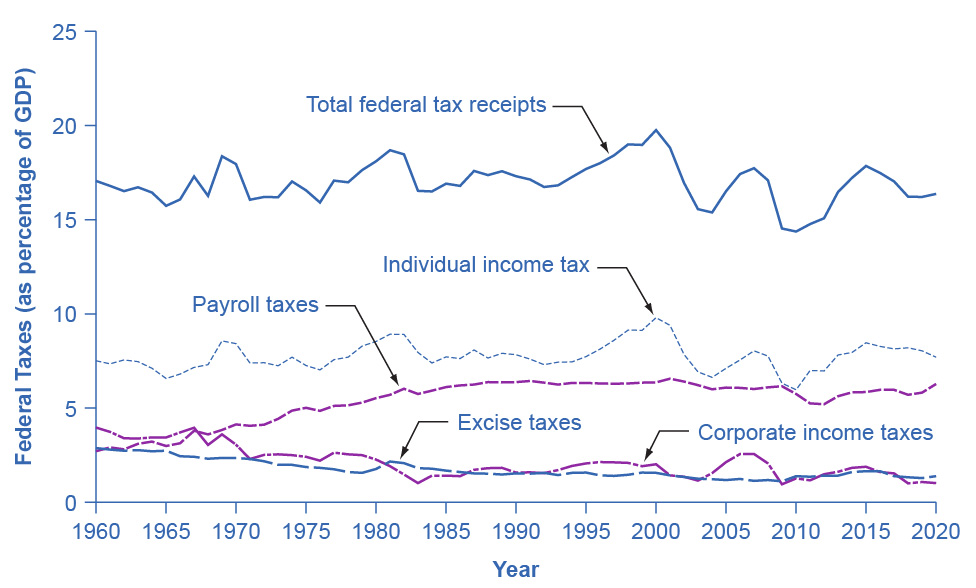 Federal Taxes (as percentage of GDP)
25
20
15
10
5
0
Total federal tax receipts
Individual income tax
Payroll taxes
Excise taxes
Corporate income taxes
1960 1965 1970 1975 1980 1985 1990 1995 2000 2005 2010 2015 2020
Year